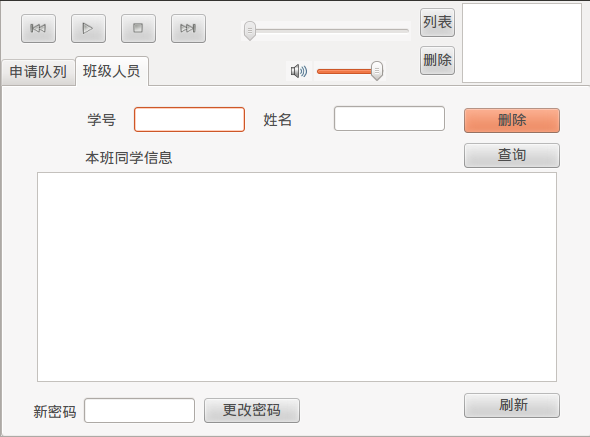 列表
删除
申请队列 班级人员
学号 姓名 删除
本班同学信息 查询
新密码 更改密码 刷新